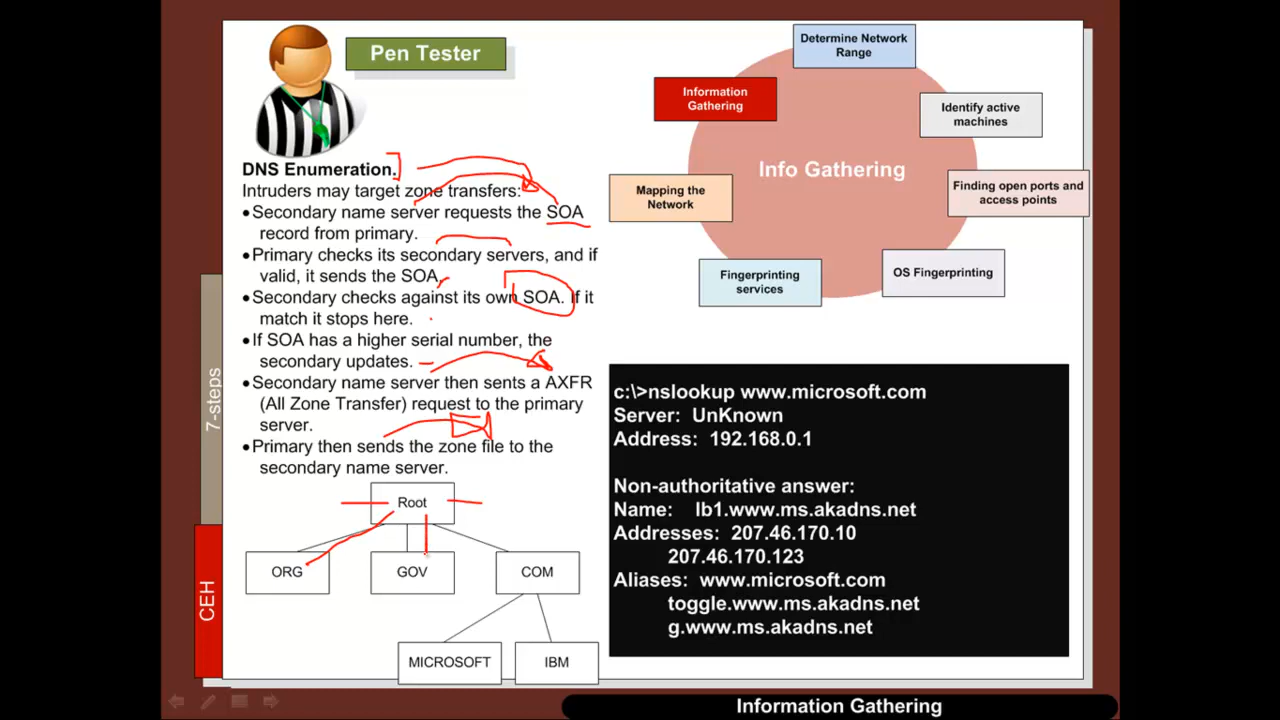 Pen Tester
DNS Enumeration.
Intruders may target zone transfers:
•Secondary name server requests the SOA
record from primary.
•Primary checks its secondary servers, and if
valid, it sends the SOA.
•Secondary checks against its own SOA. If it
match it stops here.
•If SOA has a higher serial number, the
secondary updates.
•Secondary name server then sents a AXFR
(All Zone Transfer) request to the primary
server.
•Primary then sends the zone file to the
secondary name server.
Root
ORG
GOV
COM
MICROSOFT
IBM
7-steps
CEH
Determine Network
Range
Information
Gathering
Identify active
machines
Info Gathering
Mapping the
Network
Finding open ports and
access points
Fingerprinting
services
OS Fingerprinting
c:\>nslookup www.microsoft.com
Server: UnKnown
Address: 192.168.0.1
Non-authoritative answer:
Name: lb1.www.ms.akadns.net
Addresses: 207.46.170.10
207.46.170.123
Aliases: www.microsoft.com
toggle.www.ms.akadns.net
g.www.ms.akadns.net
Information Gathering